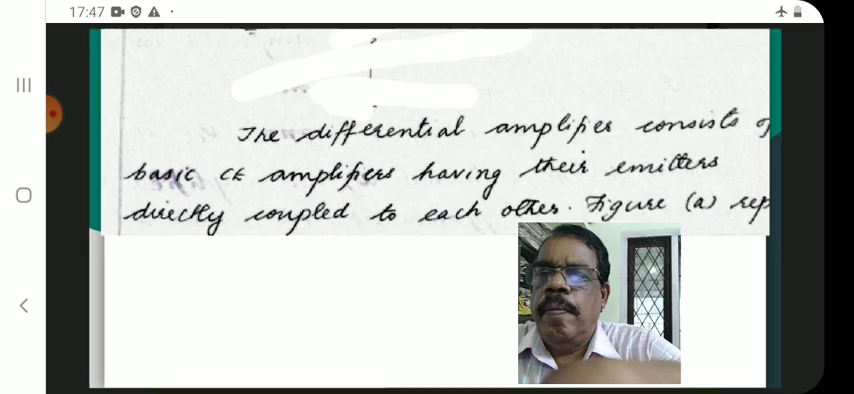 17:47
The differential amplifier consists of
basic CE amplifiers having their emitters
directly coupled to each other. Figure (a) rep